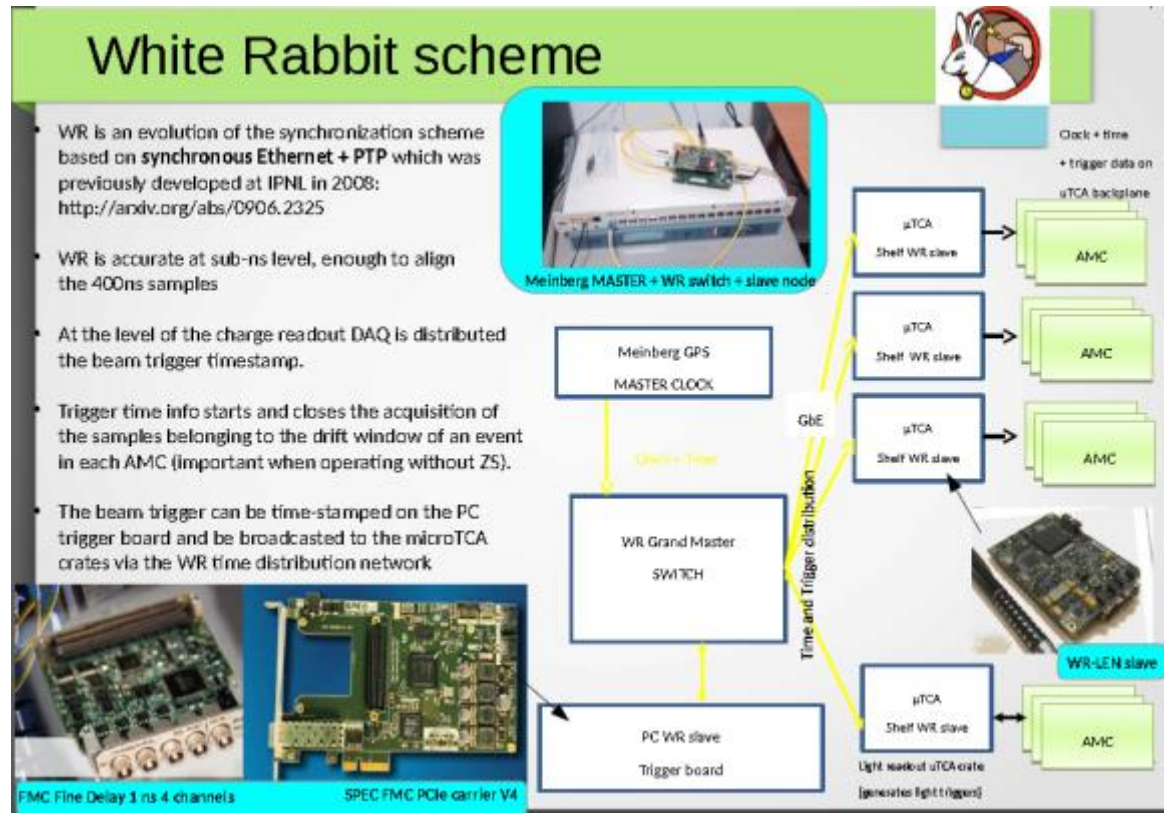 White Rabbit scheme
• WR is an evolution of the synchronization scheme
based on synchronous Ethernet + PTP which was
previously developed at IPNL in 2008:
http://arxiv.org/abs/0906.2325
• WR is accurate at sub-ns level, enough to align
the 400ns samples
• At the level of the charge readout DAQ is distributed
the beam trigger timestamp.
• Trigger time info starts and closes the acquisition of
the samples belonging to the drift window of an event
in each AMC (important when operating without ZS).
• The beam trigger can be time-stamped on the PC
trigger board and be broadcasted to the microTCA
crates via the WR time distribution network
FMC Fine Delay 1 ns 4 channels
SPEC FMC PCIe carrier V4
Meinberg MASTER + WR switch + slave node
Meinberg GPS
MASTER CLOCK
Clock + Time
WR Grand Master
SWITCH
PC WR slave
Trigger board
GbE
Time and Trigger distribution
Clock + time
+ trigger data on
uTCA backplane
µTCA
Shelf WR slave
AMC
µTCA
Shelf WR slave
AMC
µTCA
Shelf WR slave
AMC
WR-LEN slave
µTCA
Shelf WR slave
AMC
Light readout uTCA crate
[generates light triggers]